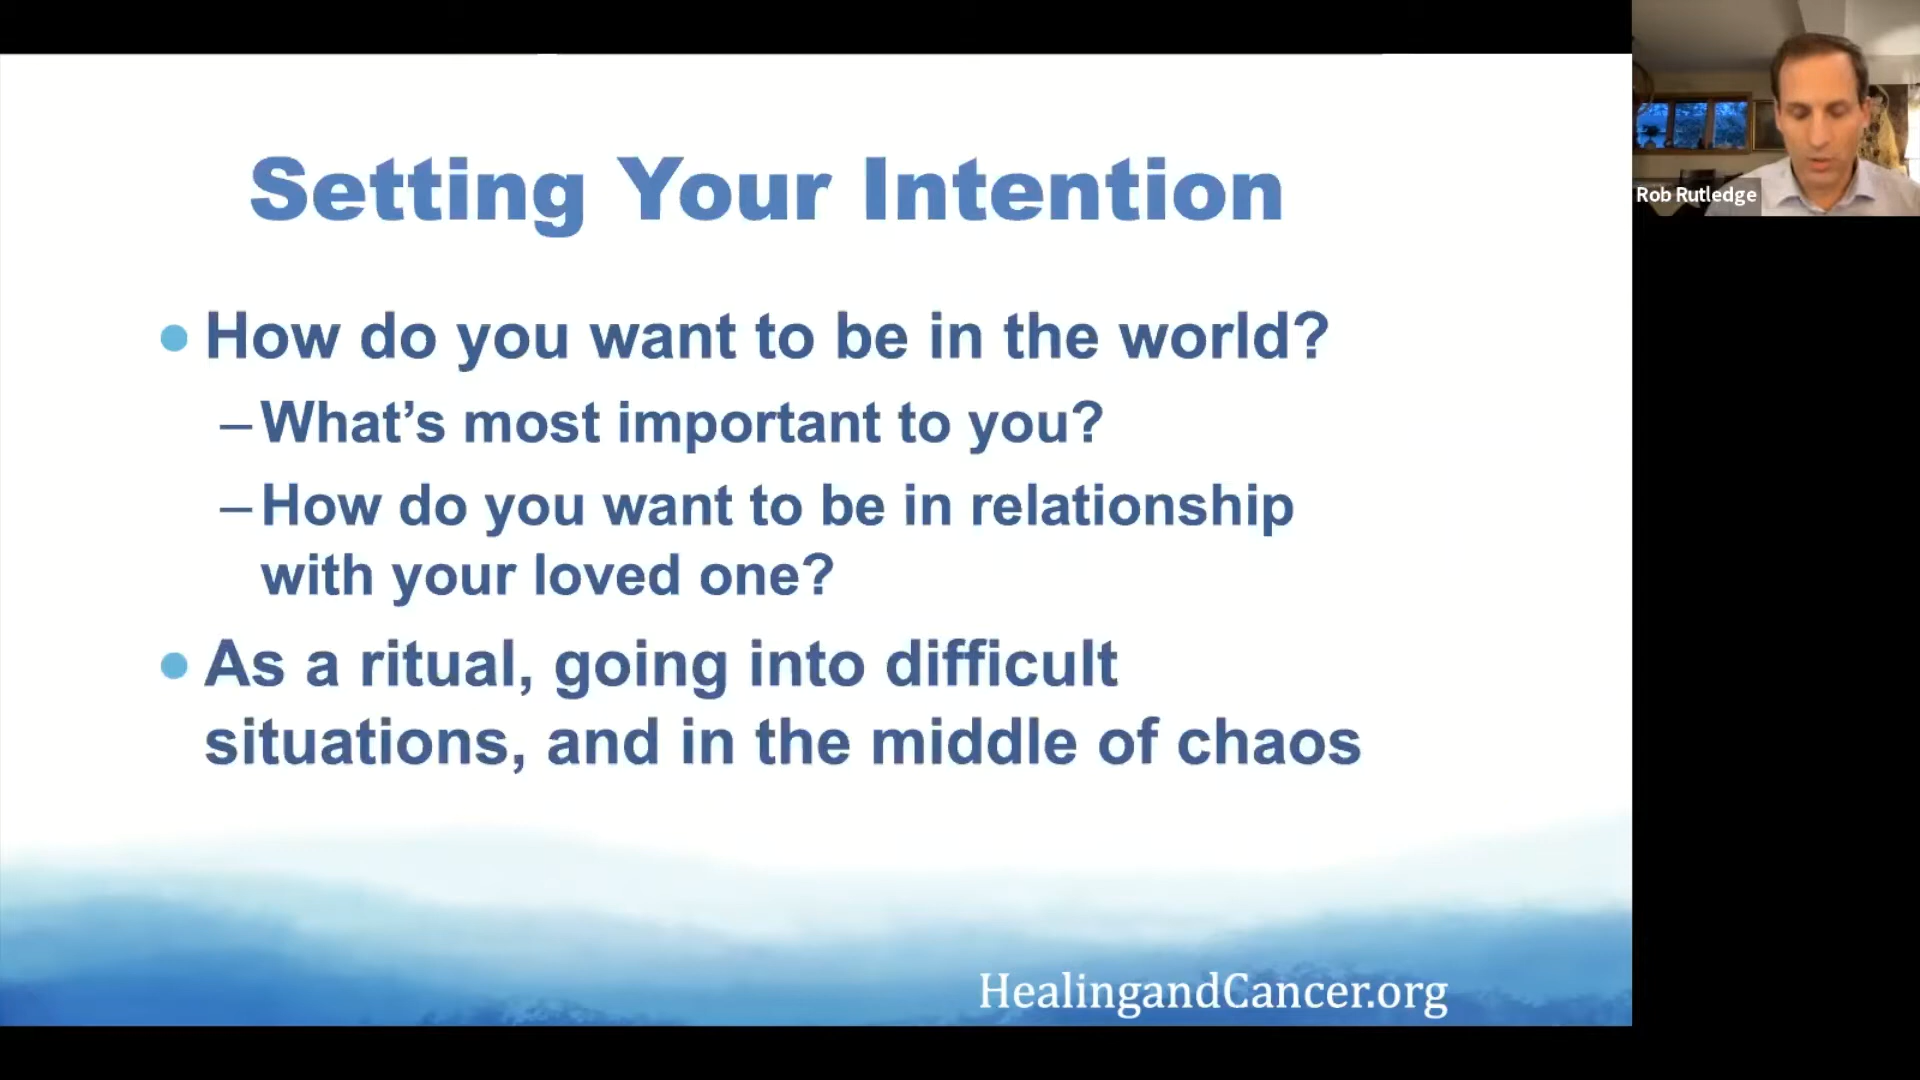 Setting Your Intention
• How do you want to be in the world?
–What’s most important to you?
–How do you want to be in relationship
with your loved one?
• As a ritual, going into difficult
situations, and in the middle of chaos
HealingandCancer.org
Rob Rutledge